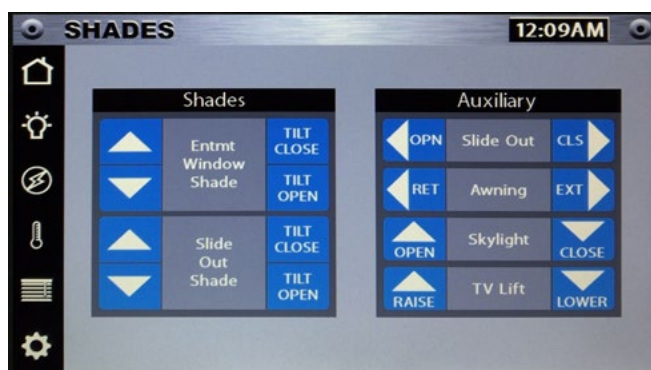 SHADES
12:09AM
Shades
Entmt
Window
Shade
TILT
CLOSE
TILT
OPEN
Slide
Out
Shade
TILT
CLOSE
TILT
OPEN
Auxiliary
OPN Slide Out CLS
RET Awning EXT
OPEN Skylight CLOSE
RAISE TV Lift LOWER